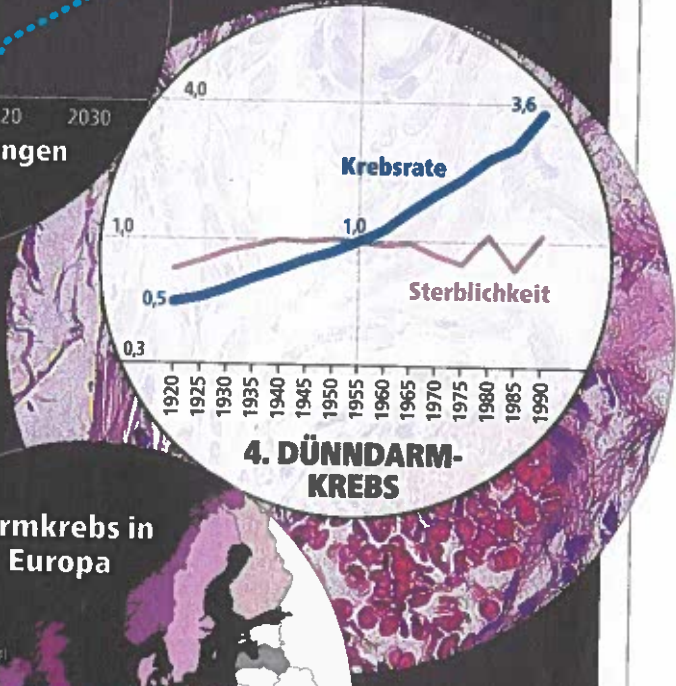 20 2030
ngen
4,0
3,6
Krebsrate
1,0
1,0
0,5
Sterblichkeit
0,3
1920 1925 1930 1935 1940 1945 1950 1955 1960 1965 1970 1975 1980 1985 1990
4. DÜNNDARM-
KREBS
rmkrebs in
Europa